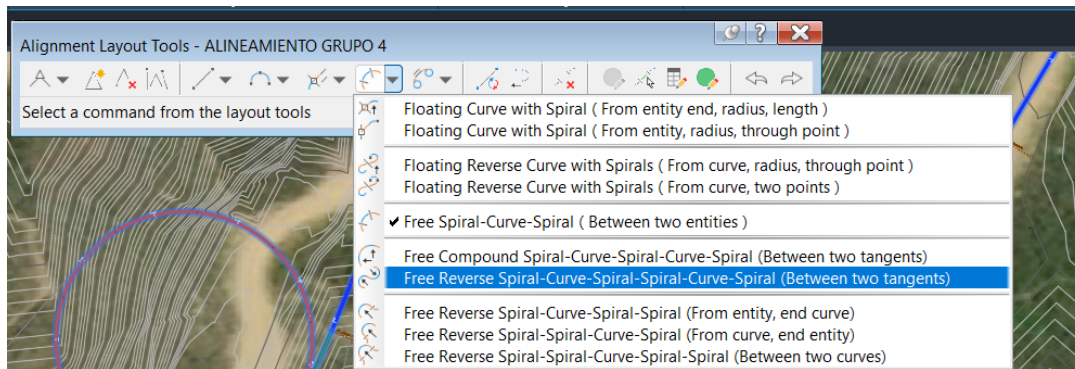 Alignment Layout Tools - ALINEAMIENTO GRUPO 4
Select a command from the layout tools
Floating Curve with Spiral ( From entity end, radius, length )
Floating Curve with Spiral ( From entity, radius, through point )
Floating Reverse Curve with Spirals ( From curve, radius, through point )
Floating Reverse Curve with Spirals ( From curve, two points )
Free Spiral-Curve-Spiral ( Between two entities )
Free Compound Spiral-Curve-Spiral-Curve-Spiral (Between two tangents)
Free Reverse Spiral-Curve-Spiral-Spiral-Curve-Spiral (Between two tangents)
Free Reverse Spiral-Curve-Spiral-Spiral (From entity, end curve)
Free Reverse Spiral-Spiral-Curve-Spiral (From curve, end entity)
Free Reverse Spiral-Spiral-Curve-Spiral-Spiral (Between two curves)